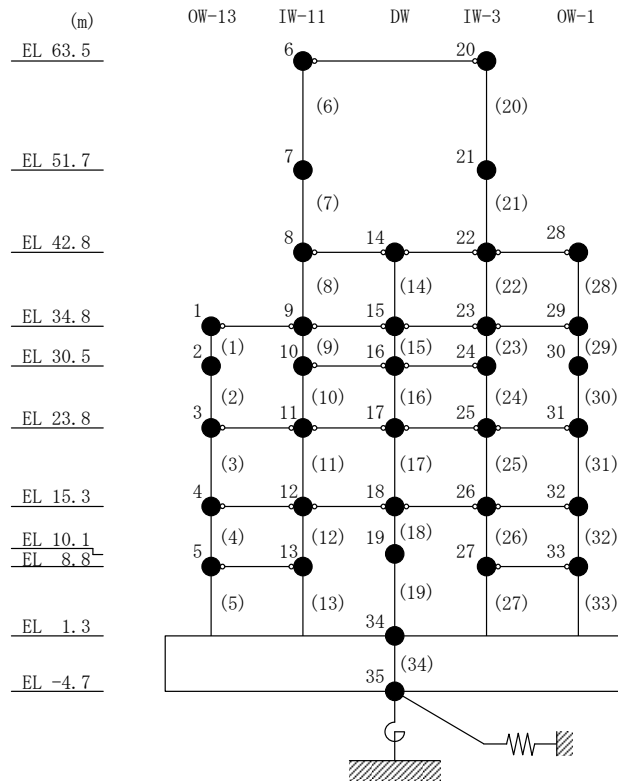 (m) OW-13 IW-11 DW IW-3 OW-1
EL 63.5 6 20
(6) (20)
EL 51.7 7 21
(7) (21)
EL 42.8 8 14 22 28
(8) (14) (22) (28)
EL 34.8 1 9 15 23 29
(1) (9) (15) (23) (29)
EL 30.5 2 10 16 24 30
(2) (10) (16) (24) (30)
EL 23.8 3 11 17 25 31
(3) (11) (17) (25) (31)
EL 15.3 4 12 18 26 32
(4) (12) (18) (26) (32)
EL 10.1 19
EL 8.8 5 13 27 33
(5) (13) (19) (27) (33)
EL 1.3 34
(34)
EL -4.7 35